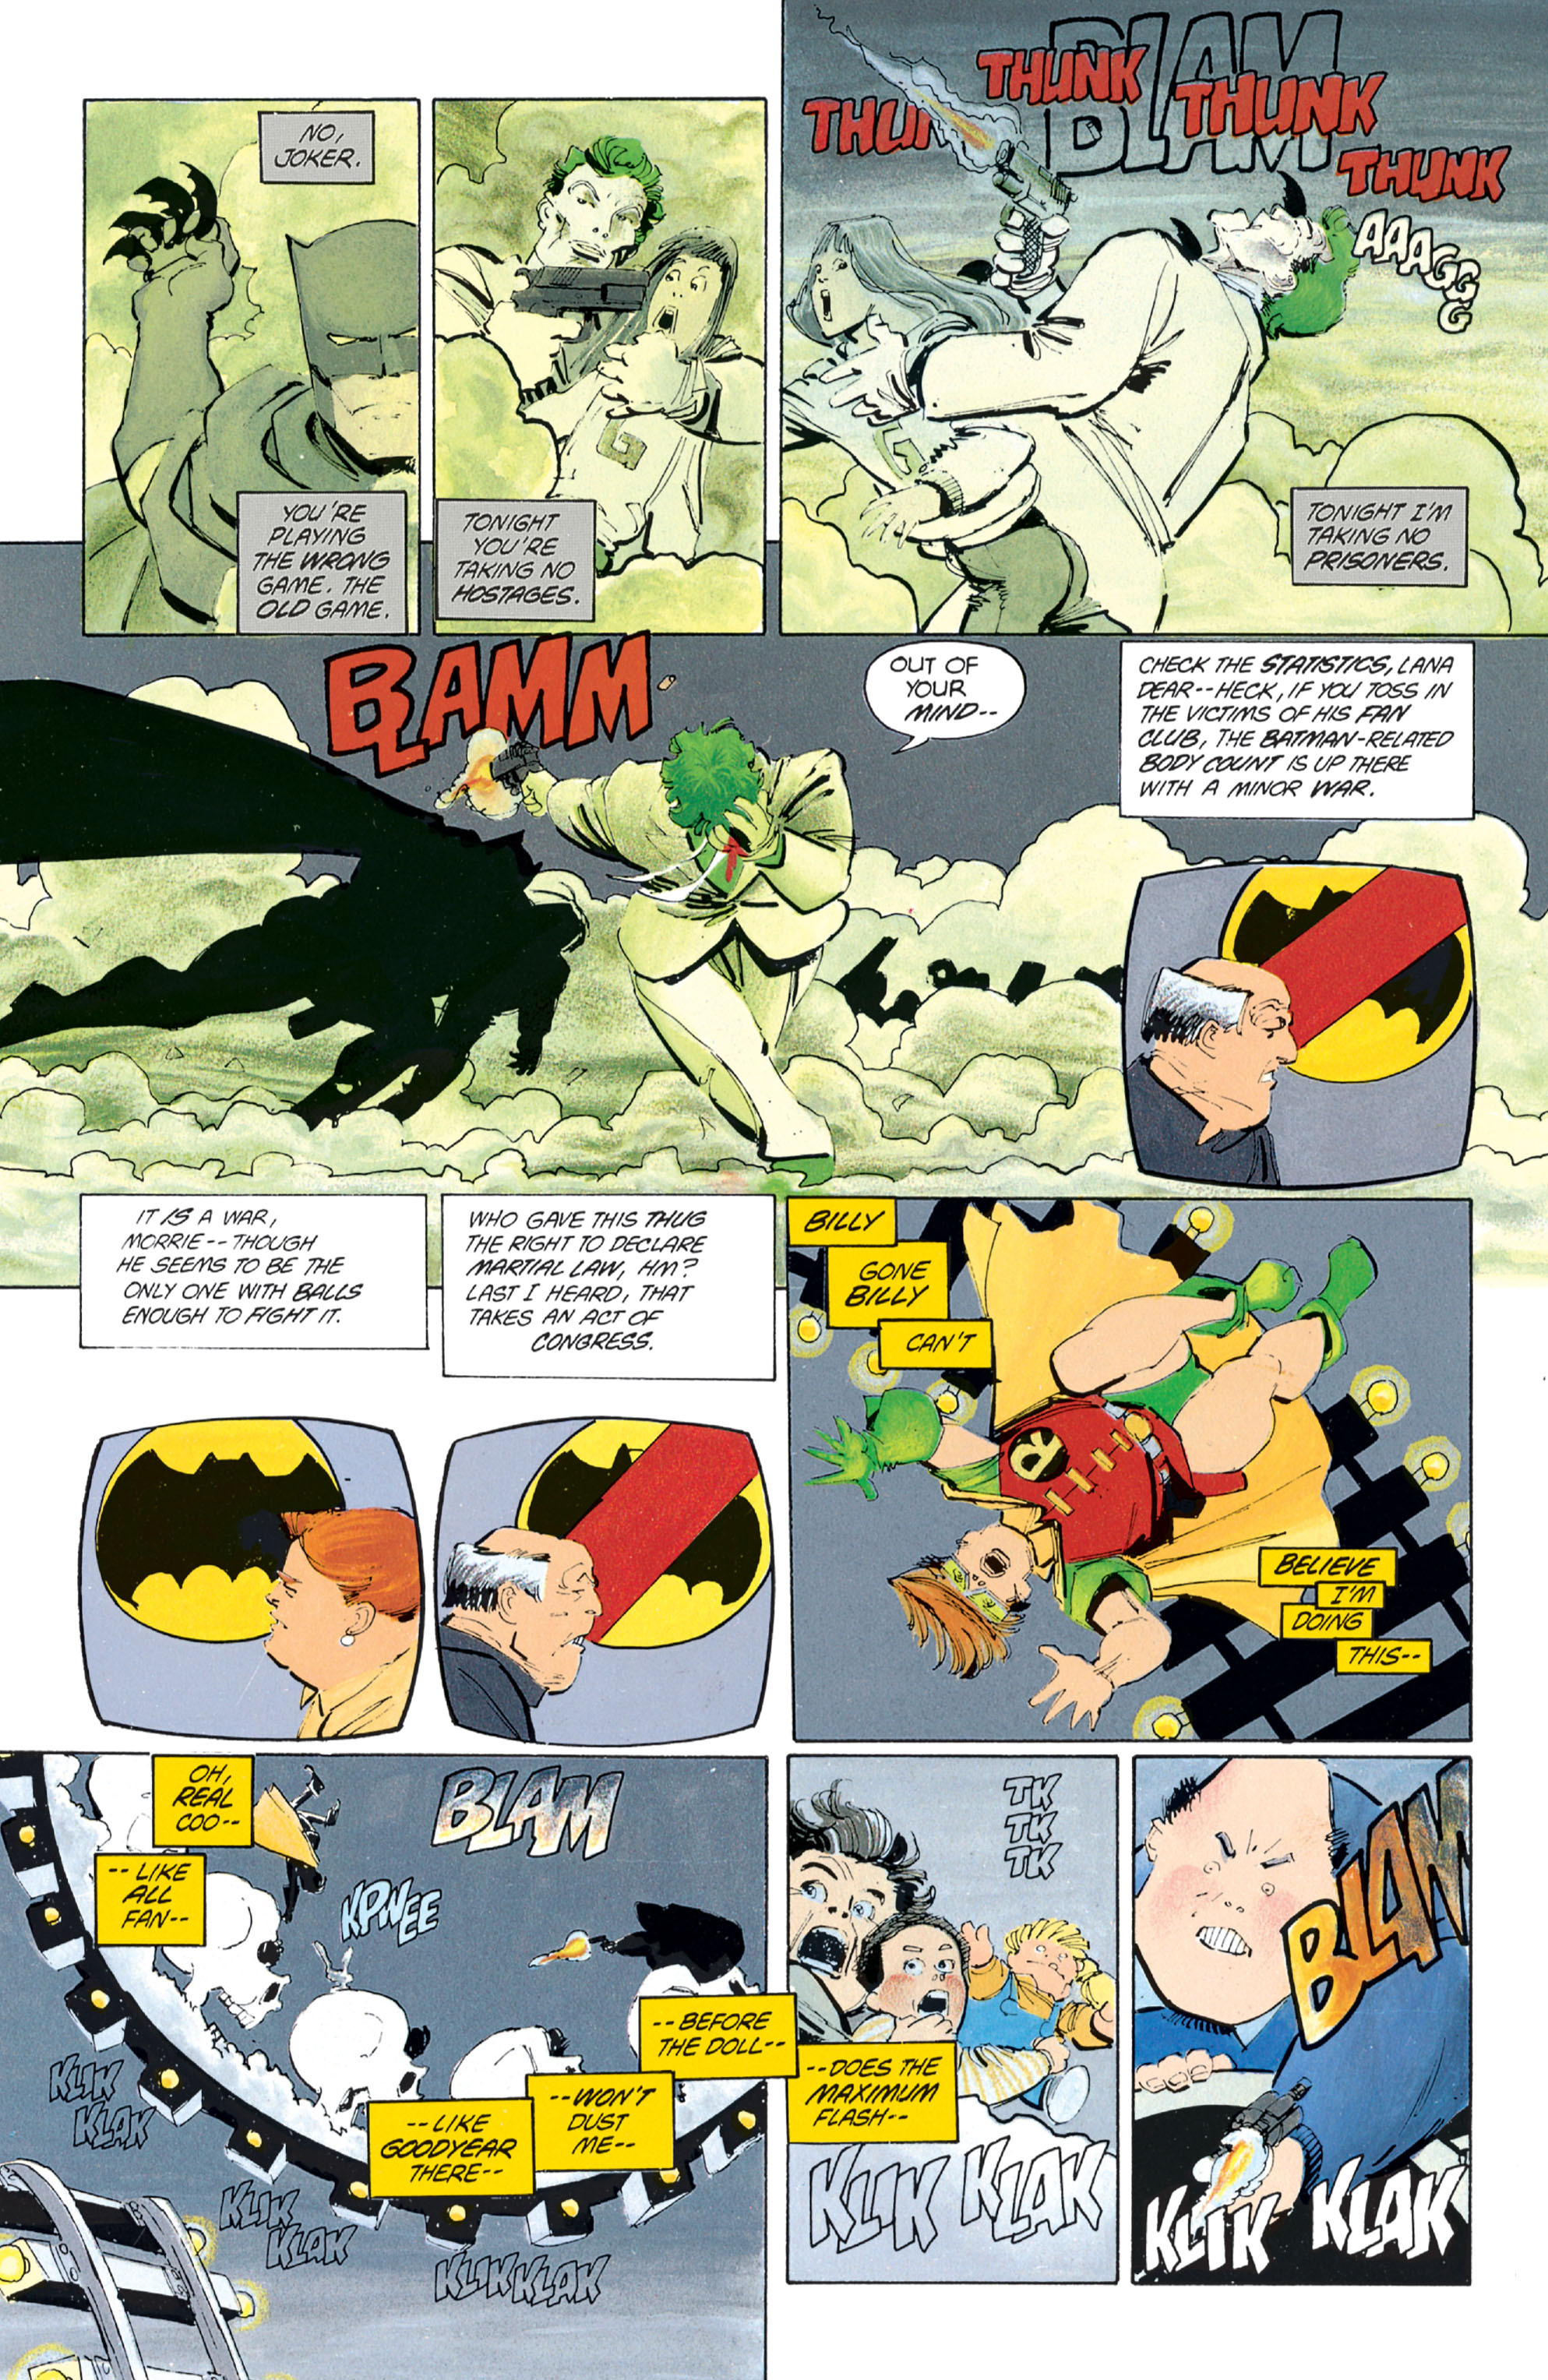 NO,
JOKER.
YOU'RE
PLAYING
THE WRONG
GAME. THE
OLD GAME.
TONIGHT
YOU'RE
TAKING NO
HOSTAGES.
G
BLAM
BLAM
THUNK
THUNK
THUNK
AAAGGGG
G
TONIGHT I'M
TAKING NO
PRISONERS.
BLAMM
OUT OF
YOUR
MIND--
CHECK THE STATISTICS, LANA
DEAR--HECK, IF YOU TOSS IN
THE VICTIMS OF HIS FAN
CLUB, THE BATMAN-RELATED
BODY COUNT IS UP THERE
WITH A MINOR WAR.
IT IS A WAR,
MORRIE--THOUGH
HE SEEMS TO BE THE
ONLY ONE WITH BALLS
ENOUGH TO FIGHT IT.
WHO GAVE THIS THUG
THE RIGHT TO DECLARE
MARTIAL LAW, HM?
LAST I HEARD, THAT
TAKES AN ACT OF
CONGRESS.
BILLY
GONE
BILLY
CAN'T
R
BELIEVE
I'M
DOING
THIS--
OH,
REAL
COO--
--LIKE
ALL
FAN--
BLAM
KPWEE
--LIKE
GOODYEAR
THERE--
--WON'T
DUST
ME--
--BEFORE
THE DOLL--
KLIK
KLAK
KLIK
KLAK
KLIK KLAK
TK
TK
TK
--DOES THE
MAXIMUM
FLASH--
KLIK KLAK
BLAM
KLIK KLAK